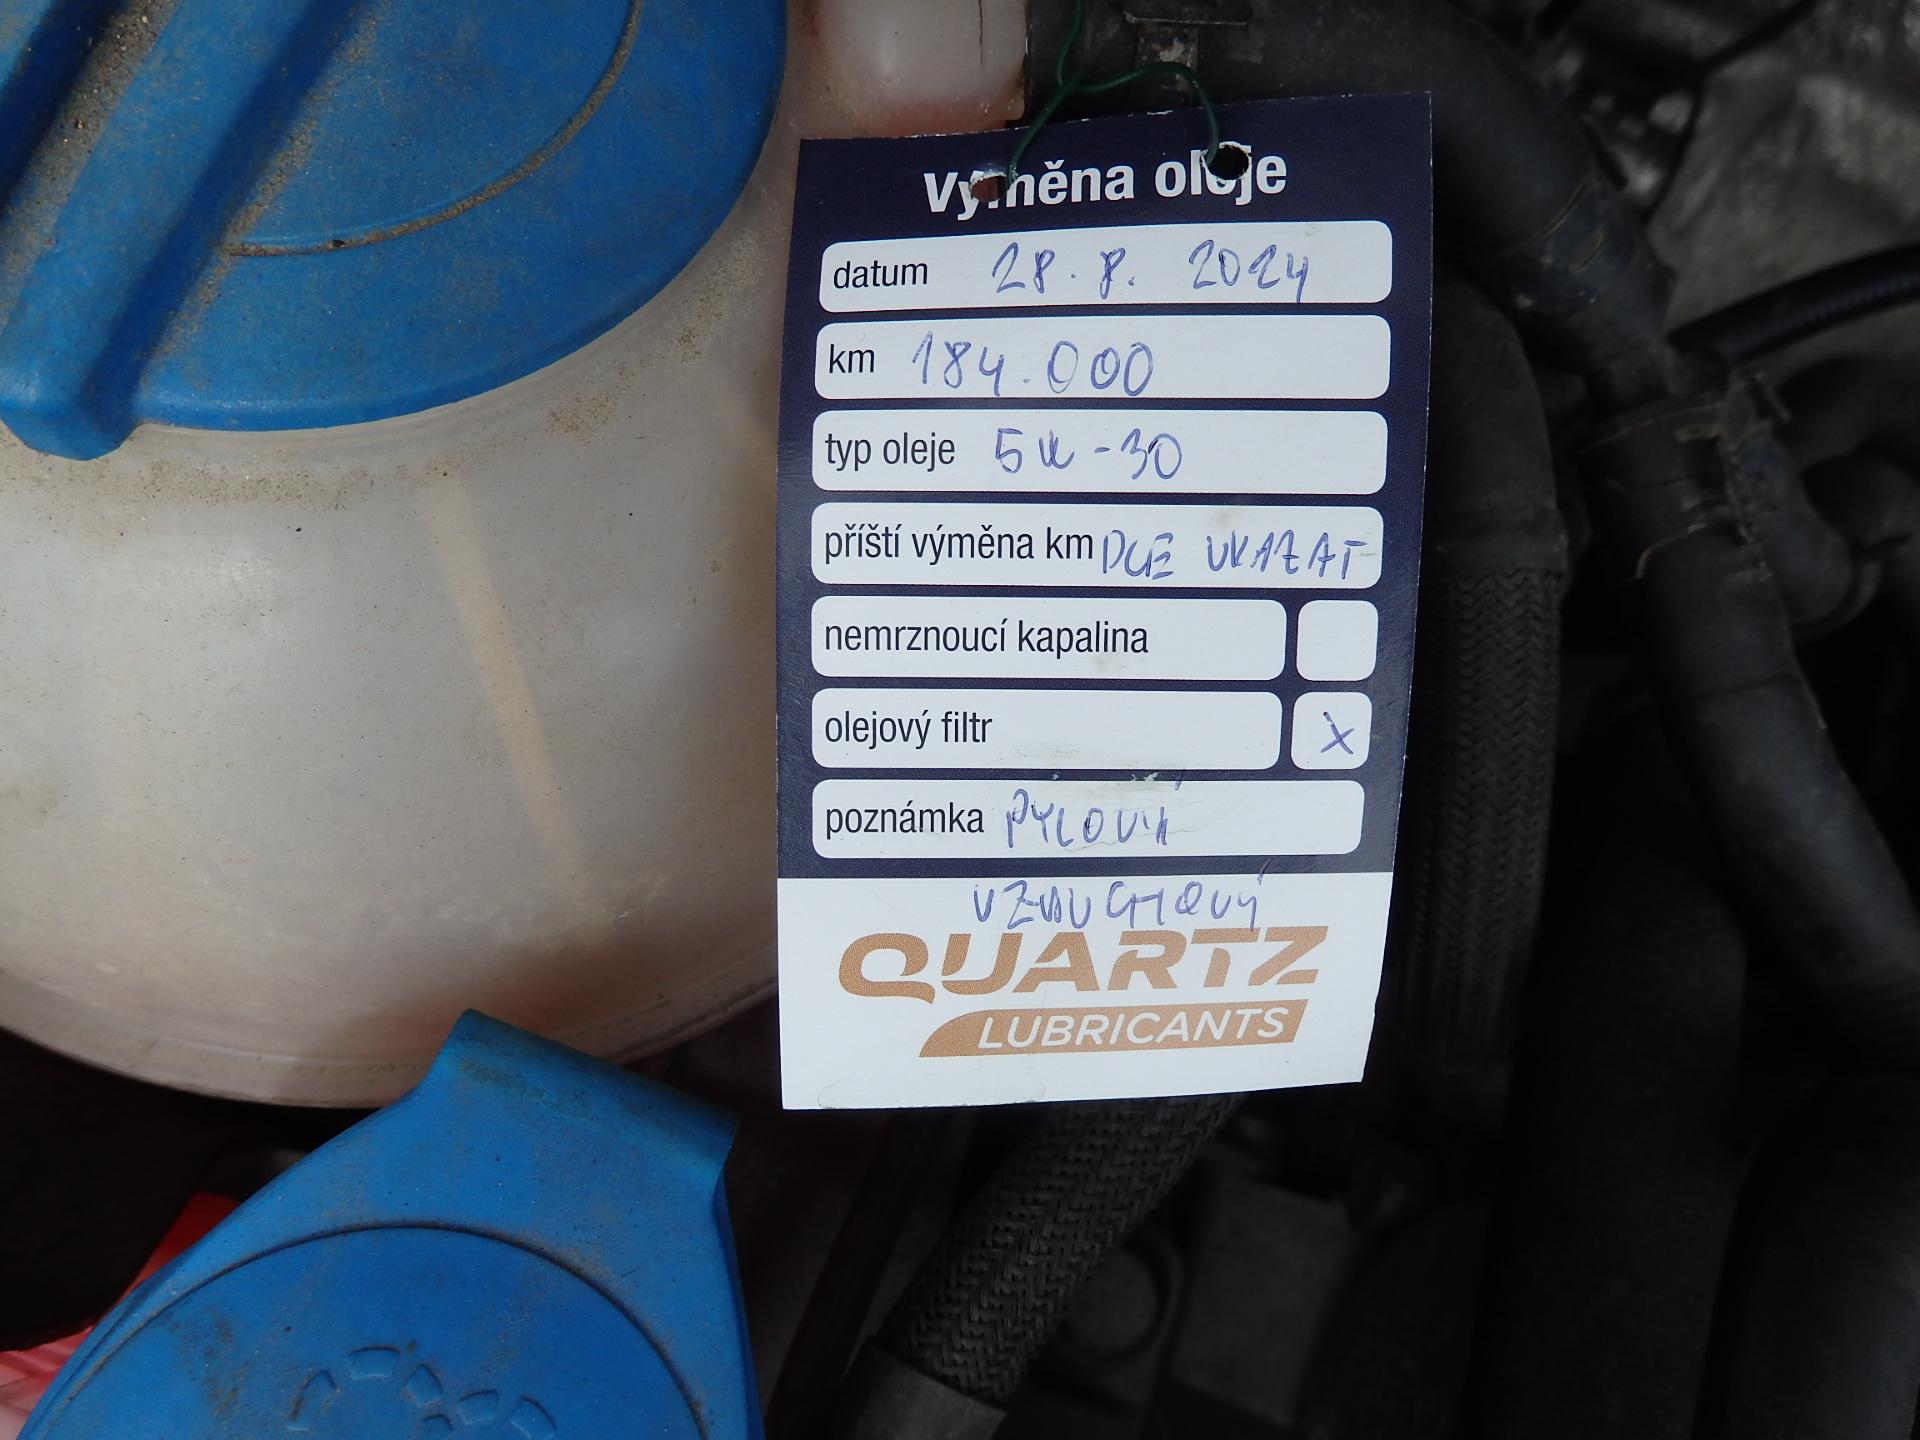 Výměna oleje
datum 28.8. 2024
km 184.000
typ oleje 5W-30
příští výměna km DLE UKAZAT
nemrznoucí kapalina
olejový filtr X
poznámka PYLOVÝ
VZDUCHOVÝ
QUARTZ
LUBRICANTS